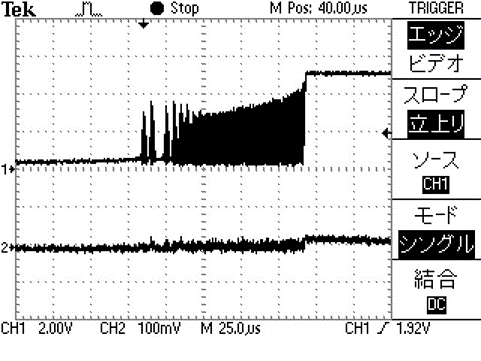 Tek Stop M Pos: 40.00µs TRIGGER
エッジ
ビデオ
スロープ
立上り
1
ソース
CH1
モード
2
シングル
結合
DC
CH1 2.00V CH2 100mV M 25.0µs CH1 1.92V